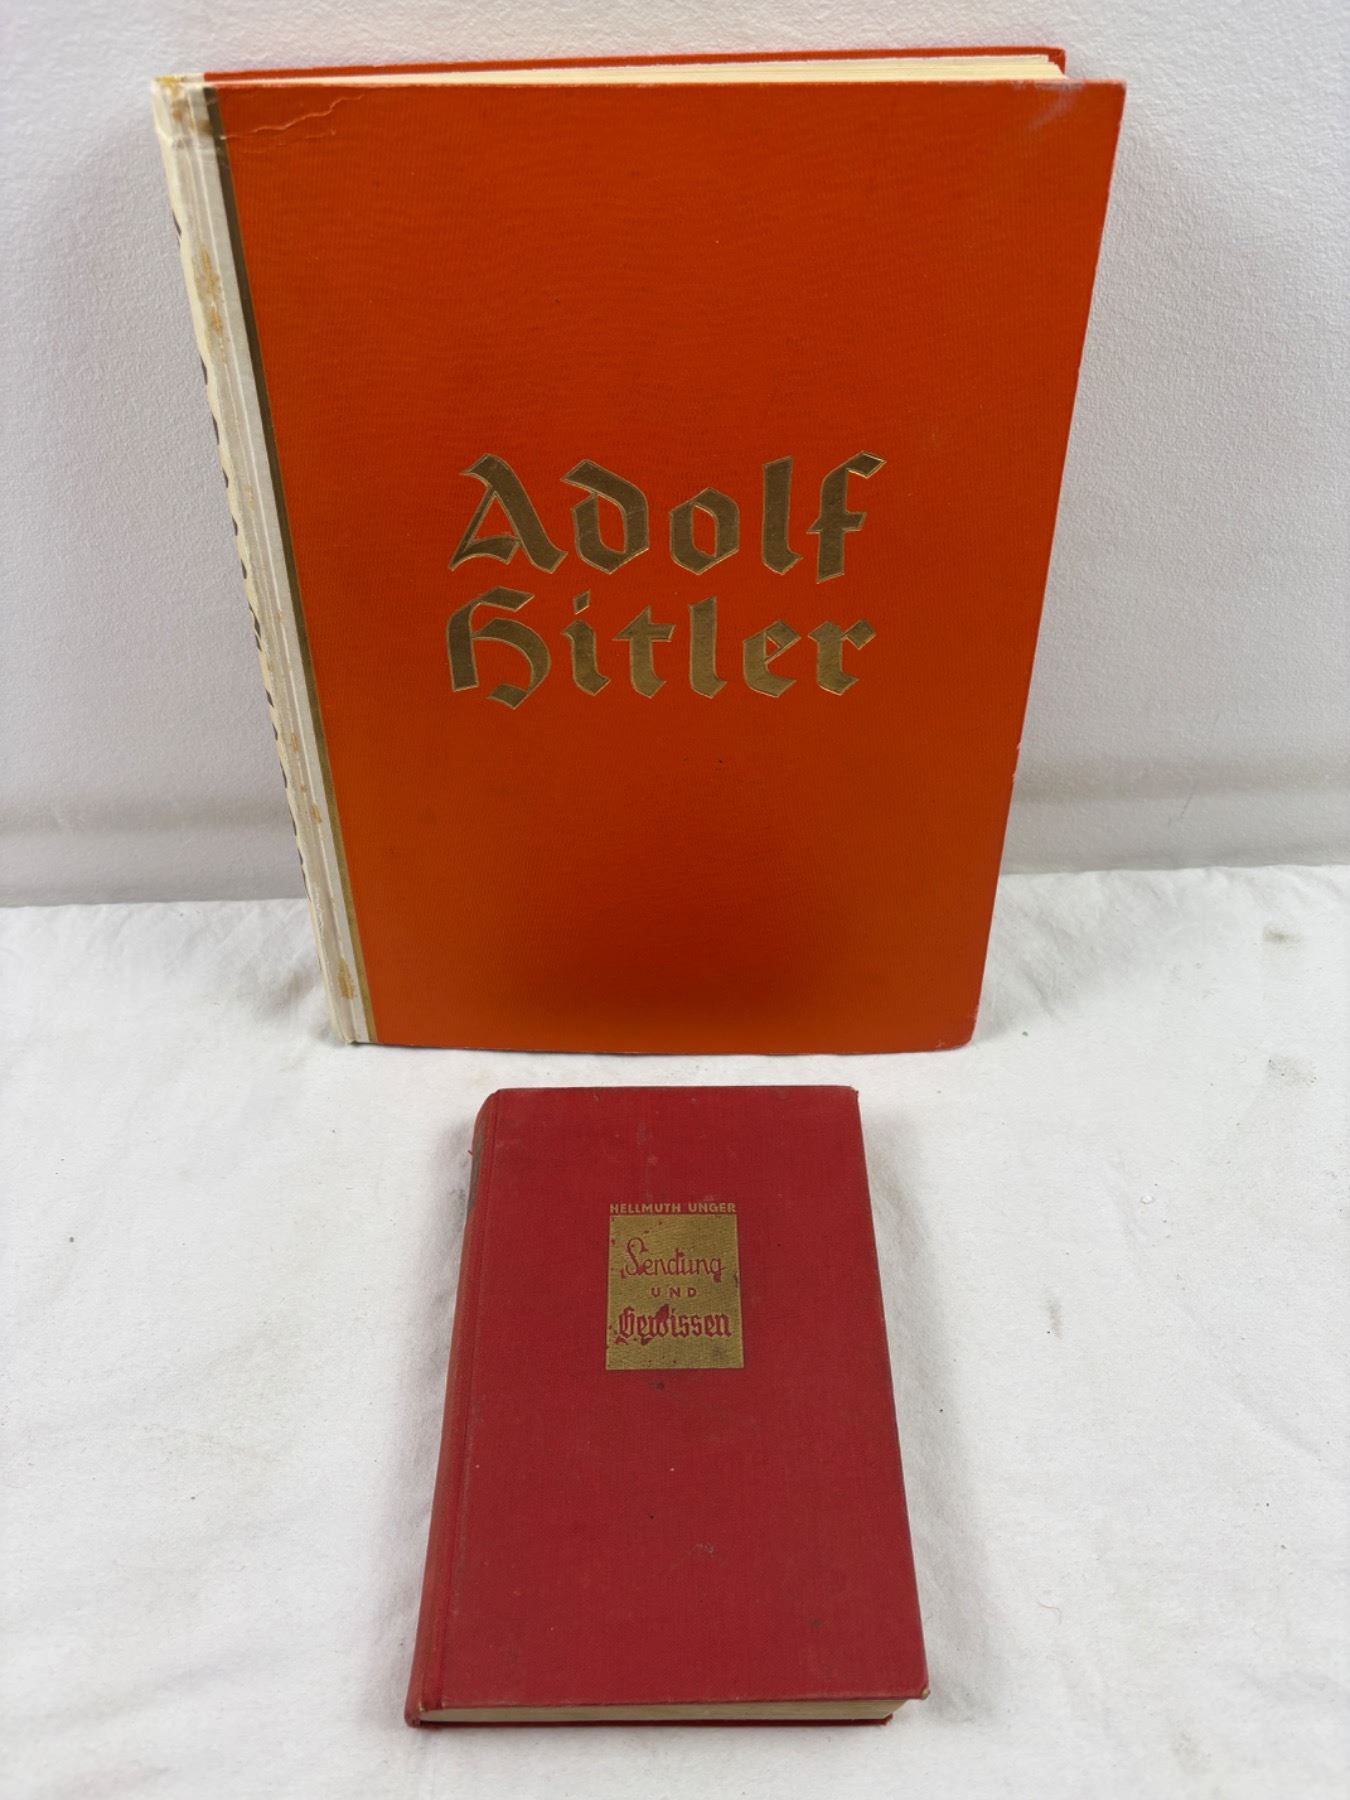 Adolf
Hitler
HELLMUTH UNGER
Sendung
UND
Gewissen